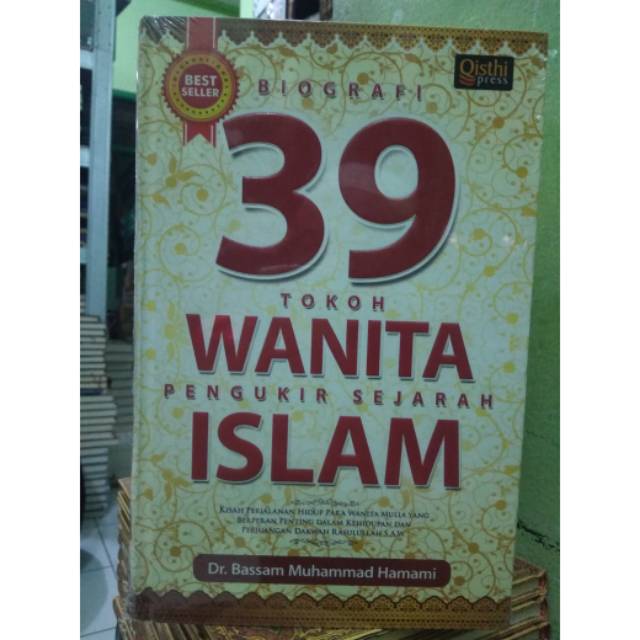 BEST
SELLER
Qisthi
press
BIOGRAFI
39
TOKOH
WANITA
PENGUKIR SEJARAH
ISLAM
KISAH PERJALANAN HIDUP PARA WANITA MULIA YANG
BERPERAN PENTING DALAM KEHIDUPAN DAN
PERJUANGAN DAKWAH RASULULLAH S.A.W
Dr. Bassam Muhammad Hamami